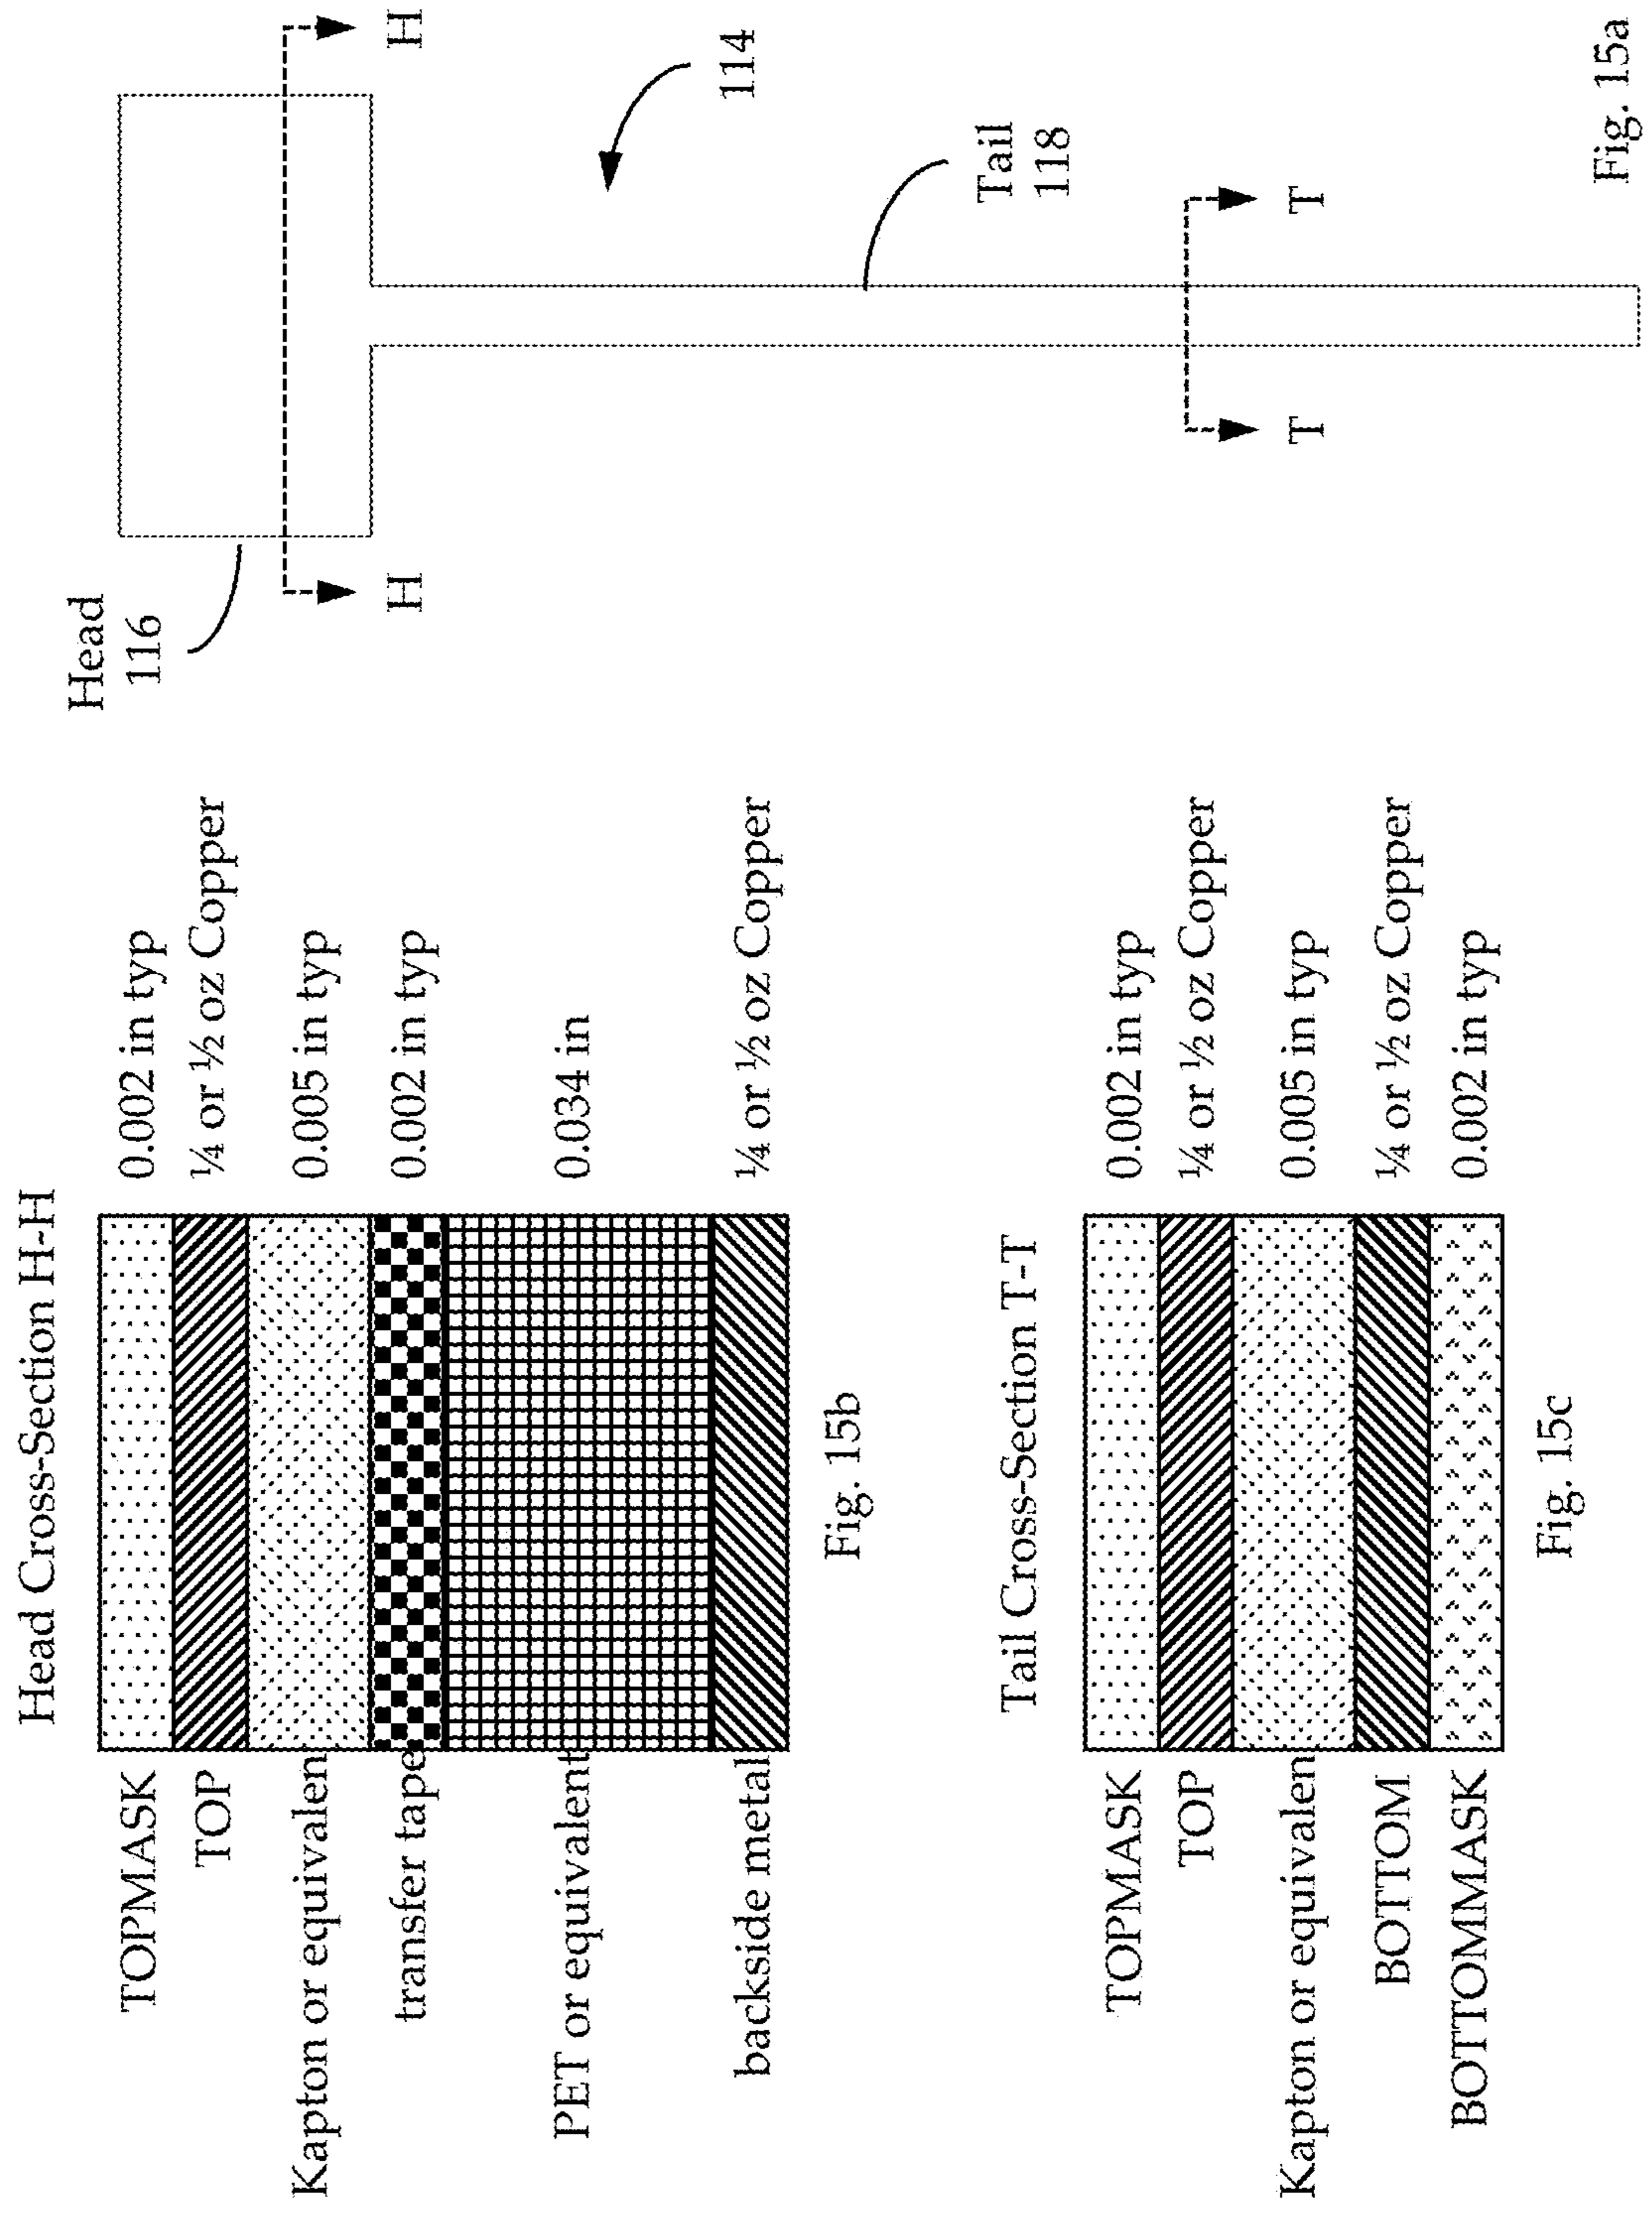 Head Cross-Section H-H
TOPMASK 0.002 in typ
TOP ¼ or ½ oz Copper
Kapton or equivalen 0.005 in typ
transfer tape 0.002 in typ
PET or equivalent 0.034 in
backside metal ¼ or ½ oz Copper
Fig. 15b
Tail Cross-Section T-T
TOPMASK 0.002 in typ
TOP ¼ or ½ oz Copper
Kapton or equivalen 0.005 in typ
BOTTOM ¼ or ½ oz Copper
BOTTOMMASK 0.002 in typ
Fig. 15c
Head
116
H
H
114
Tail
118
T
T
Fig. 15a